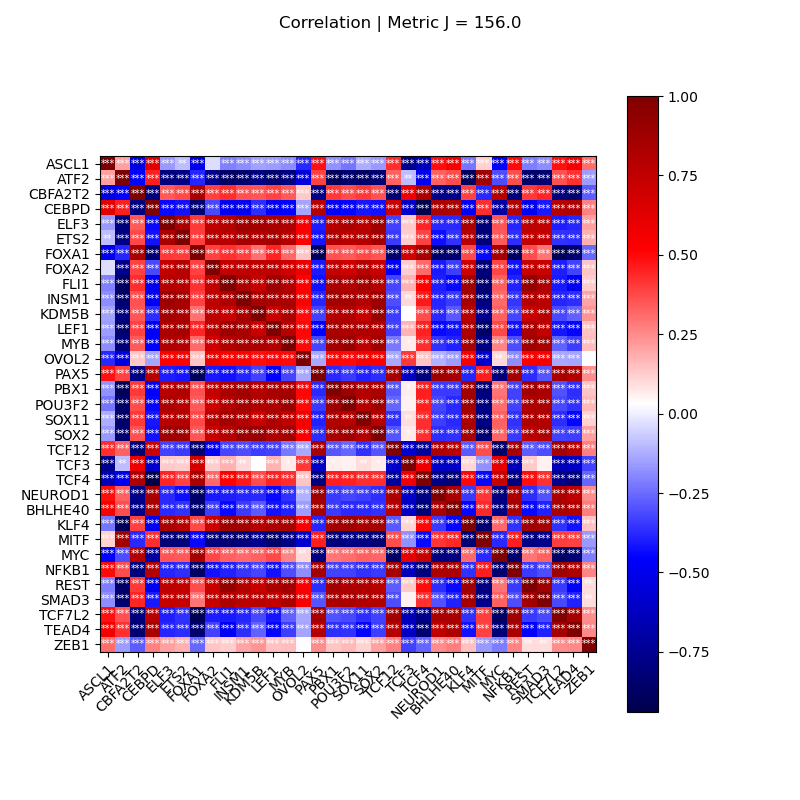 Correlation | Metric J = 156.0
ASCL1
ATF2
CBFA2T2
CEBPD
ELF3
ETS2
FOXA1
FOXA2
FLI1
INSM1
KDM5B
LEF1
MYB
OVOL2
PAX5
PBX1
POU3F2
SOX11
SOX2
TCF12
TCF3
TCF4
NEUROD1
BHLHE40
KLF4
MITF
MYC
NFKB1
REST
SMAD3
TCF7L2
TEAD4
ZEB1
ASCL1
ATF2
CBFA2T2
CEBPD
ELF3
ETS2
FOXA1
FOXA2
FLI1
INSM1
KDM5B
LEF1
MYB
OVOL2
PAX5
PBX1
POU3F2
SOX11
SOX2
TCF12
TCF3
TCF4
NEUROD1
BHLHE40
KLF4
MITF
MYC
NFKB1
REST
SMAD3
TCF7L2
TEAD4
ZEB1
1.00
0.75
0.50
0.25
0.00
−0.25
−0.50
−0.75